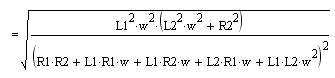 = √( L1²·w²·(L2²·w² + R2²) / (R1·R2 + L1·R1·w + L1·R2·w + L2·R1·w + L1·L2·w²)² )